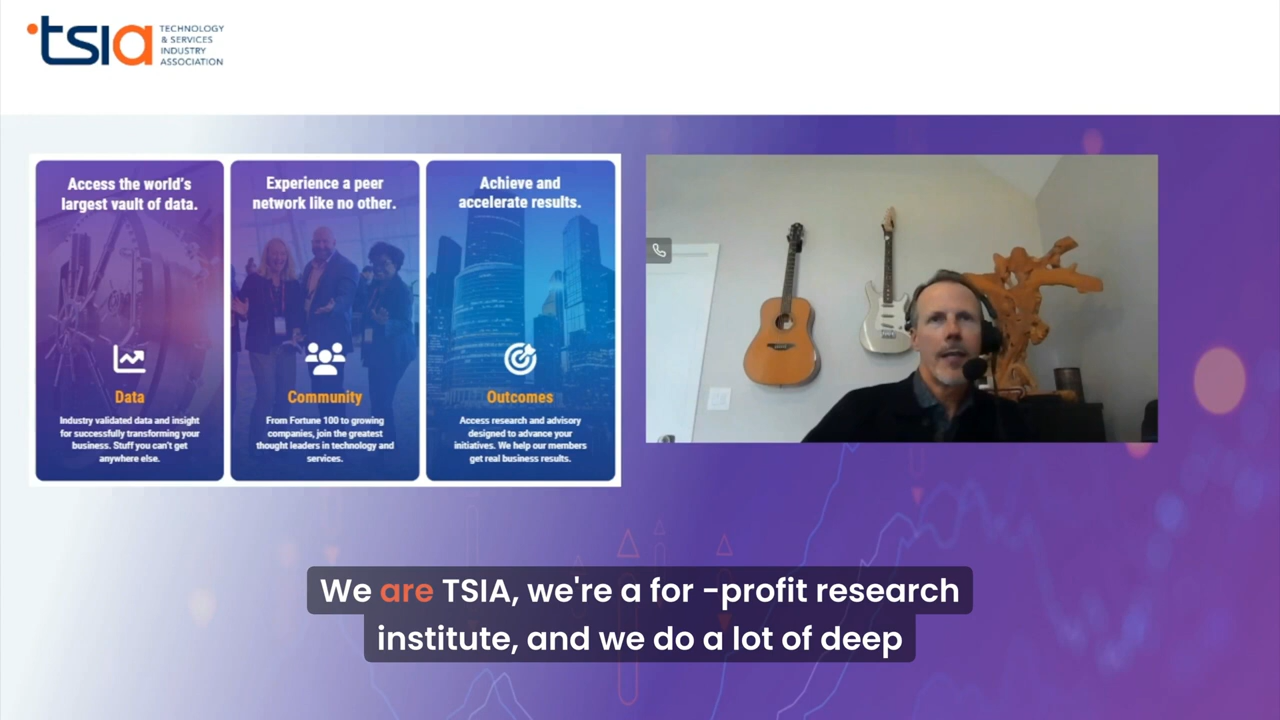 tsia
TECHNOLOGY
& SERVICES
INDUSTRY
ASSOCIATION
Access the world's
largest vault of data.
Data
Industry validated data and insight
for successfully transforming your
business. Stuff you can't get
anywhere else.
Experience a peer
network like no other.
Community
From Fortune 100 to growing
companies, join the greatest
thought leaders in technology and
services.
Achieve and
accelerate results.
Outcomes
Access research and advisory
designed to advance your
initiatives. We help our members
get real business results.
We are TSIA, we're a for -profit research
institute, and we do a lot of deep